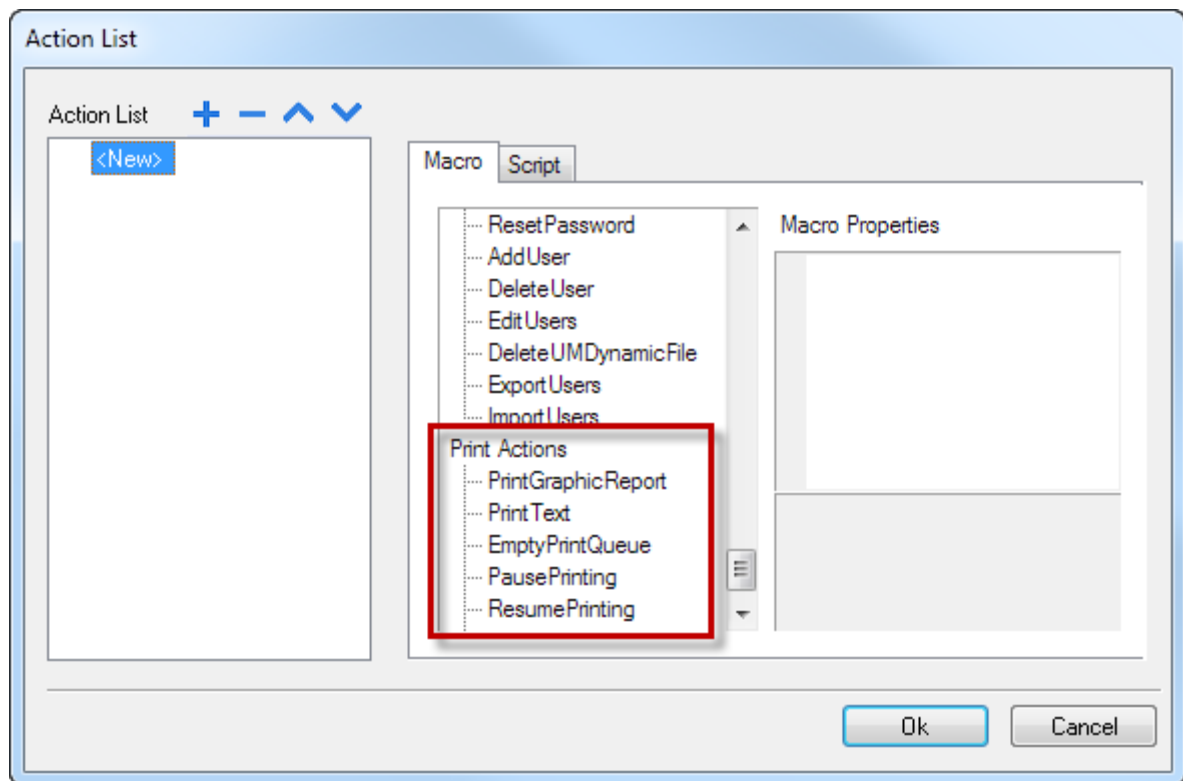 Action List
Action List
<New>
Macro
Script
ResetPassword
AddUser
DeleteUser
EditUsers
DeleteUMDynamicFile
ExportUsers
ImportUsers
Print Actions
PrintGraphicReport
PrintText
EmptyPrintQueue
PausePrinting
ResumePrinting
Macro Properties
Ok
Cancel